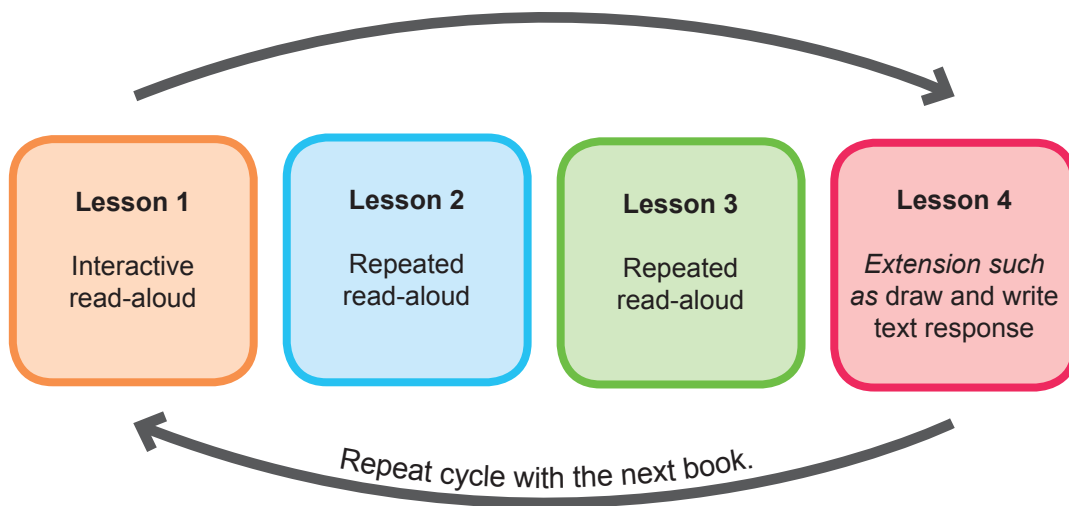 Lesson 1
Interactive
read-aloud
Lesson 2
Repeated
read-aloud
Lesson 3
Repeated
read-aloud
Lesson 4
Extension such
as draw and write
text response
Repeat cycle with the next book.